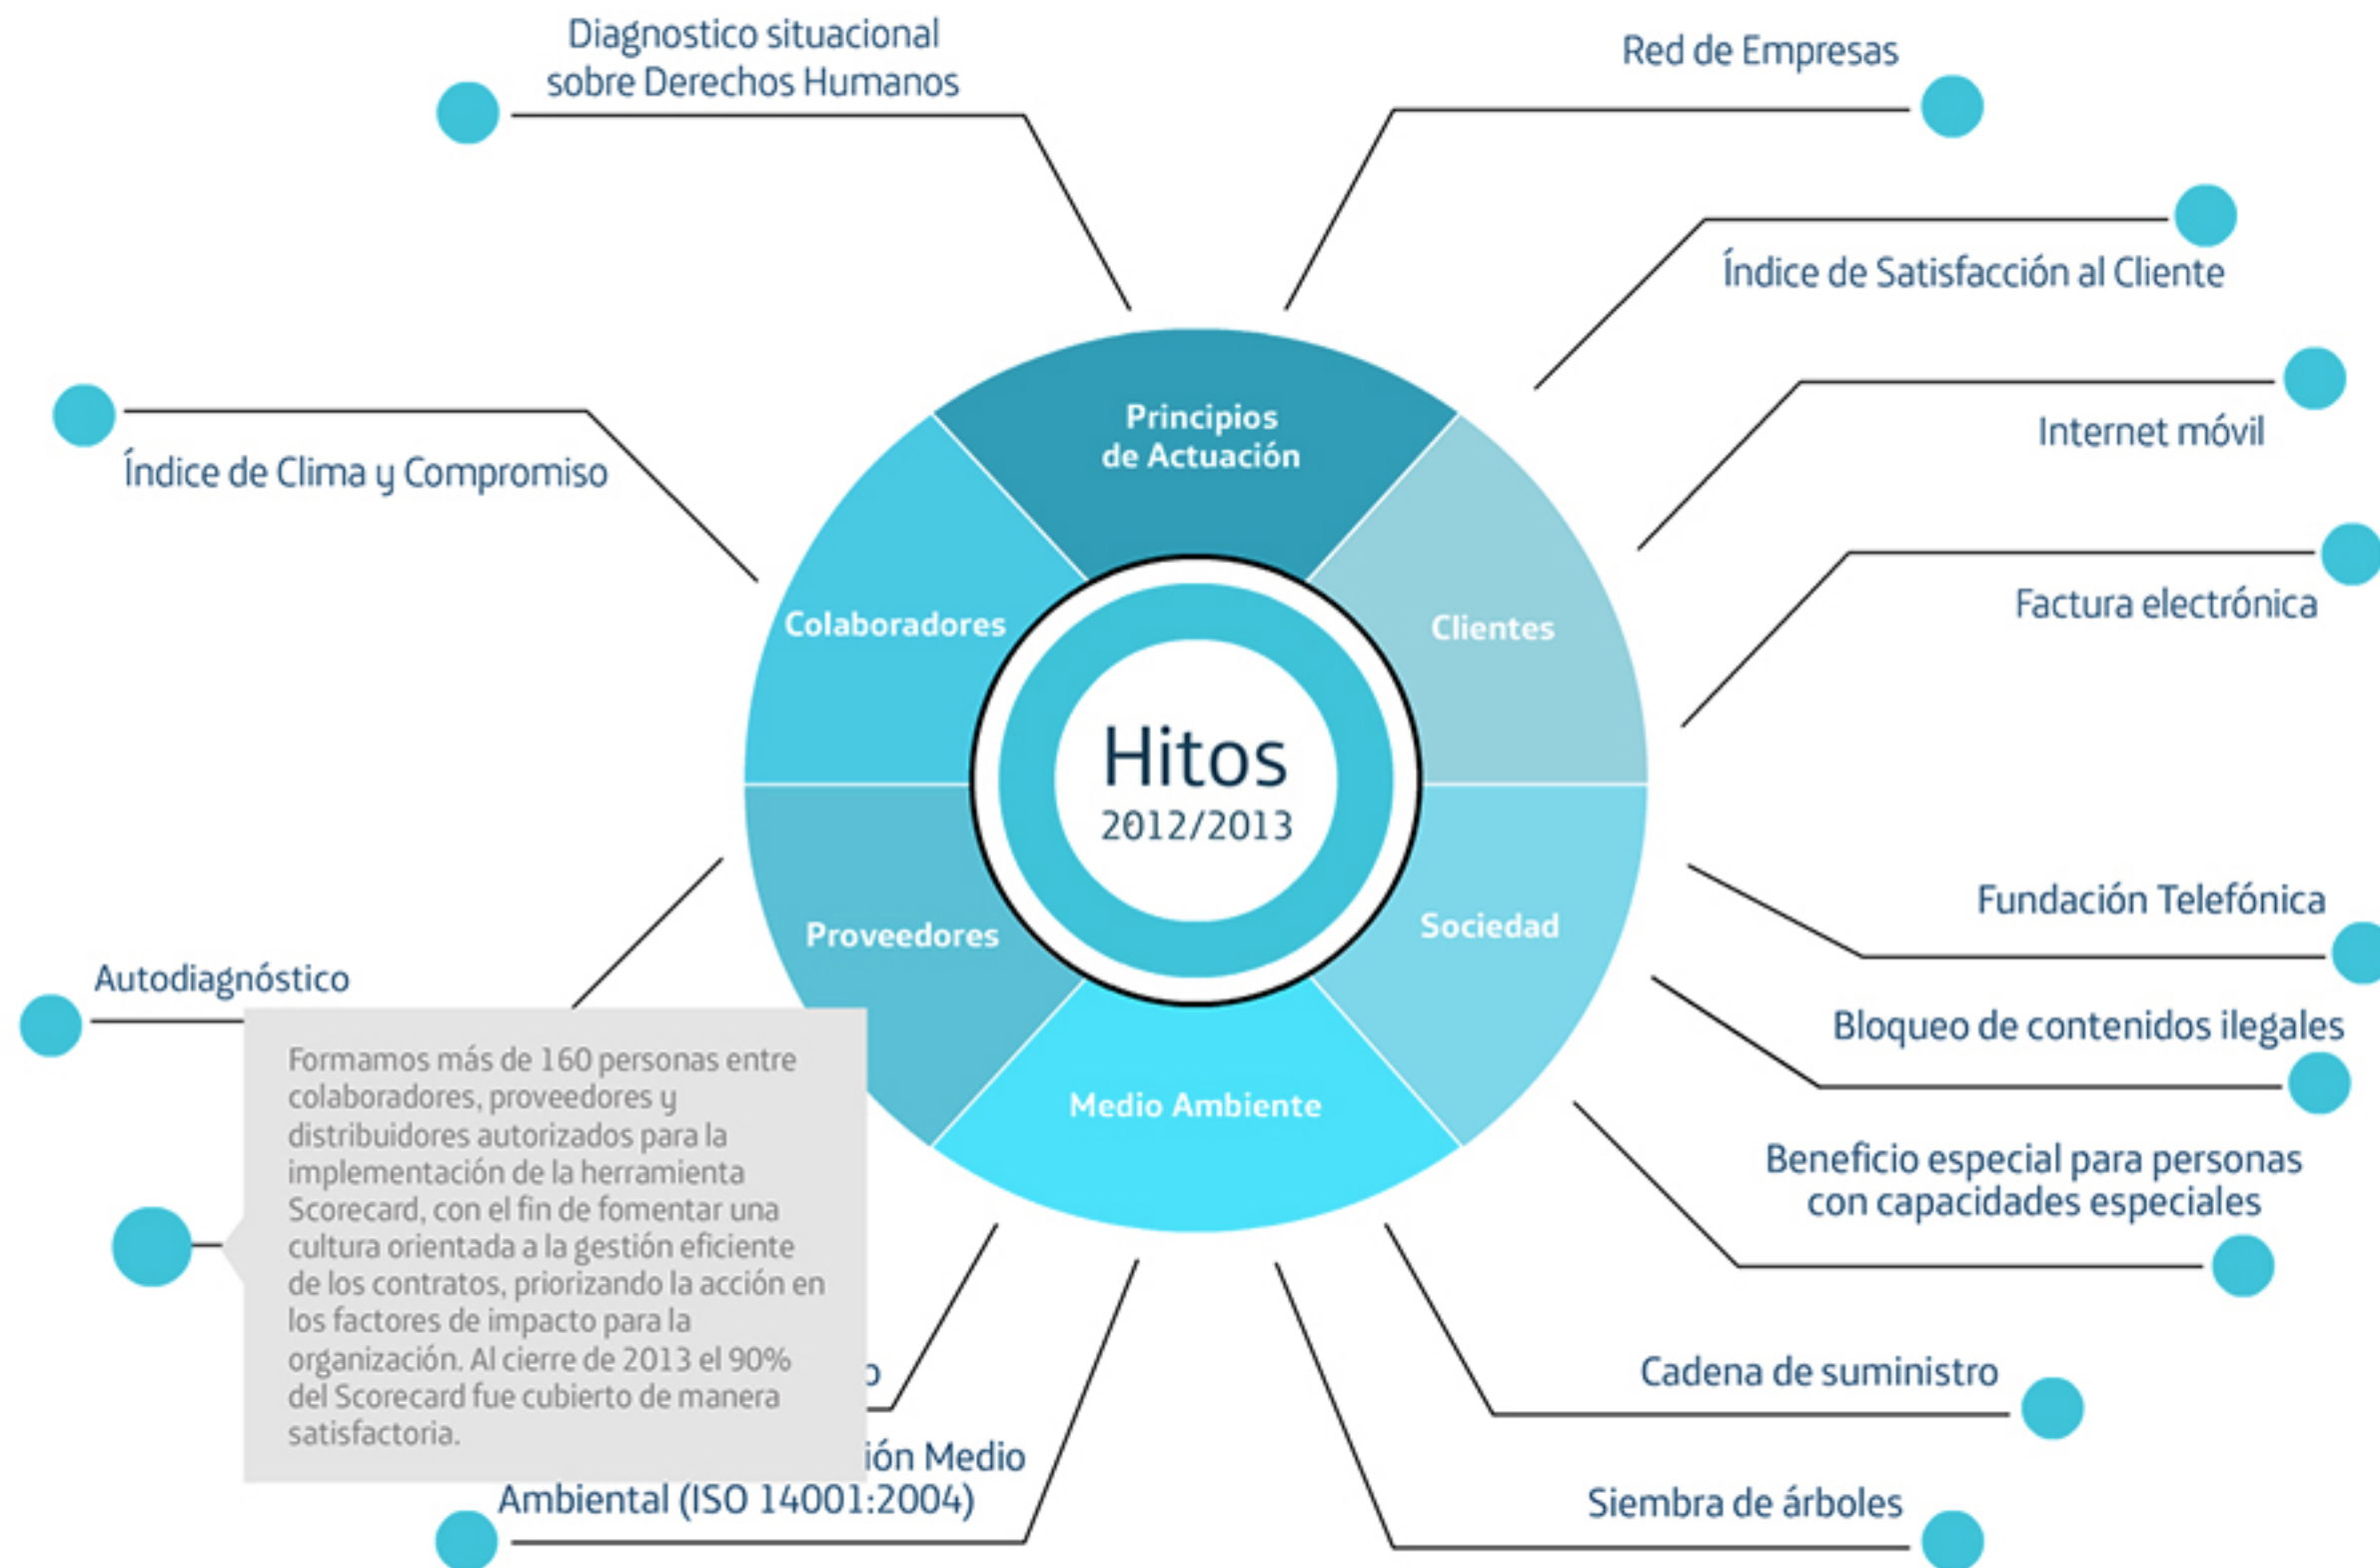 Diagnostico situacional
sobre Derechos Humanos
Red de Empresas
Índice de Satisfacción al Cliente
Internet móvil
Factura electrónica
Índice de Clima y Compromiso
Principios
de Actuación
Colaboradores
Clientes
Hitos
2012/2013
Proveedores
Sociedad
Medio Ambiente
Fundación Telefónica
Bloqueo de contenidos ilegales
Beneficio especial para personas
con capacidades especiales
Cadena de suministro
Siembra de árboles
Autodiagnóstico
Formamos más de 160 personas entre
colaboradores, proveedores y
distribuidores autorizados para la
implementación de la herramienta
Scorecard, con el fin de fomentar una
cultura orientada a la gestión eficiente
de los contratos, priorizando la acción en
los factores de impacto para la
organización. Al cierre de 2013 el 90%
del Scorecard fue cubierto de manera
satisfactoria.
Medio
Ambiental (ISO 14001:2004)